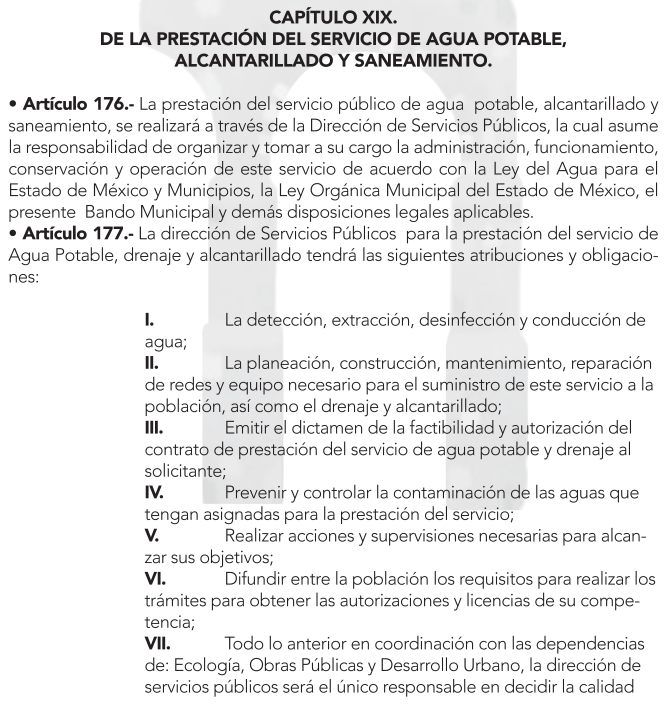 CAPÍTULO XIX.
DE LA PRESTACIÓN DEL SERVICIO DE AGUA POTABLE,
ALCANTARILLADO Y SANEAMIENTO.
• Artículo 176.- La prestación del servicio público de agua potable, alcantarillado y
saneamiento, se realizará a través de la Dirección de Servicios Públicos, la cual asume
la responsabilidad de organizar y tomar a su cargo la administración, funcionamiento,
conservación y operación de este servicio de acuerdo con la Ley del Agua para el
Estado de México y Municipios, la Ley Orgánica Municipal del Estado de México, el
presente Bando Municipal y demás disposiciones legales aplicables.
• Artículo 177.- La dirección de Servicios Públicos para la prestación del servicio de
Agua Potable, drenaje y alcantarillado tendrá las siguientes atribuciones y obligacio-
nes:
I. La detección, extracción, desinfección y conducción de
agua;
II. La planeación, construcción, mantenimiento, reparación
de redes y equipo necesario para el suministro de este servicio a la
población, así como el drenaje y alcantarillado;
III. Emitir el dictamen de la factibilidad y autorización del
contrato de prestación del servicio de agua potable y drenaje al
solicitante;
IV. Prevenir y controlar la contaminación de las aguas que
tengan asignadas para la prestación del servicio;
V. Realizar acciones y supervisiones necesarias para alcan-
zar sus objetivos;
VI. Difundir entre la población los requisitos para realizar los
trámites para obtener las autorizaciones y licencias de su compe-
tencia;
VII. Todo lo anterior en coordinación con las dependencias
de: Ecología, Obras Públicas y Desarrollo Urbano, la dirección de
servicios públicos será el único responsable en decidir la calidad